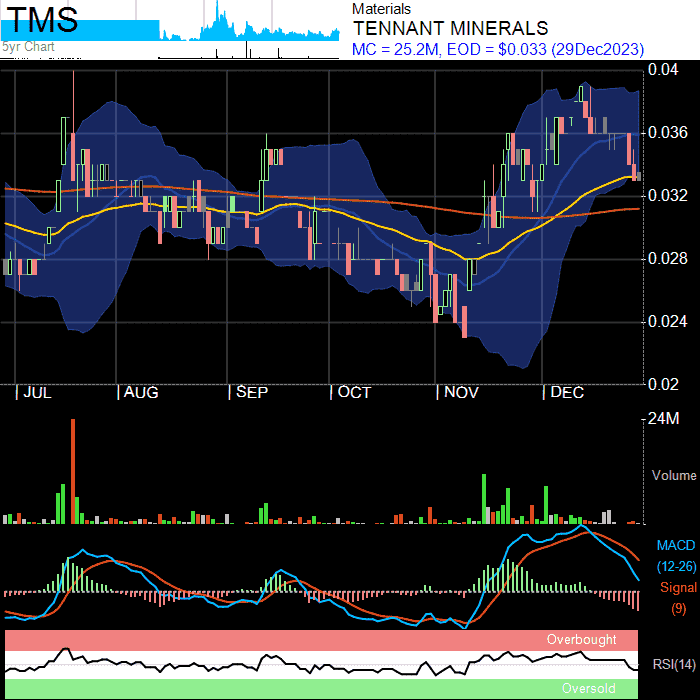 TMS
5yr Chart
Materials
TENNANT MINERALS
MC = 25.2M, EOD = $0.033 (29Dec2023)
0.04
0.036
0.032
0.028
0.024
0.02
JUL AUG SEP OCT NOV DEC
24M
Volume
MACD
(12-26)
Signal
(9)
Overbought
RSI(14)
Oversold